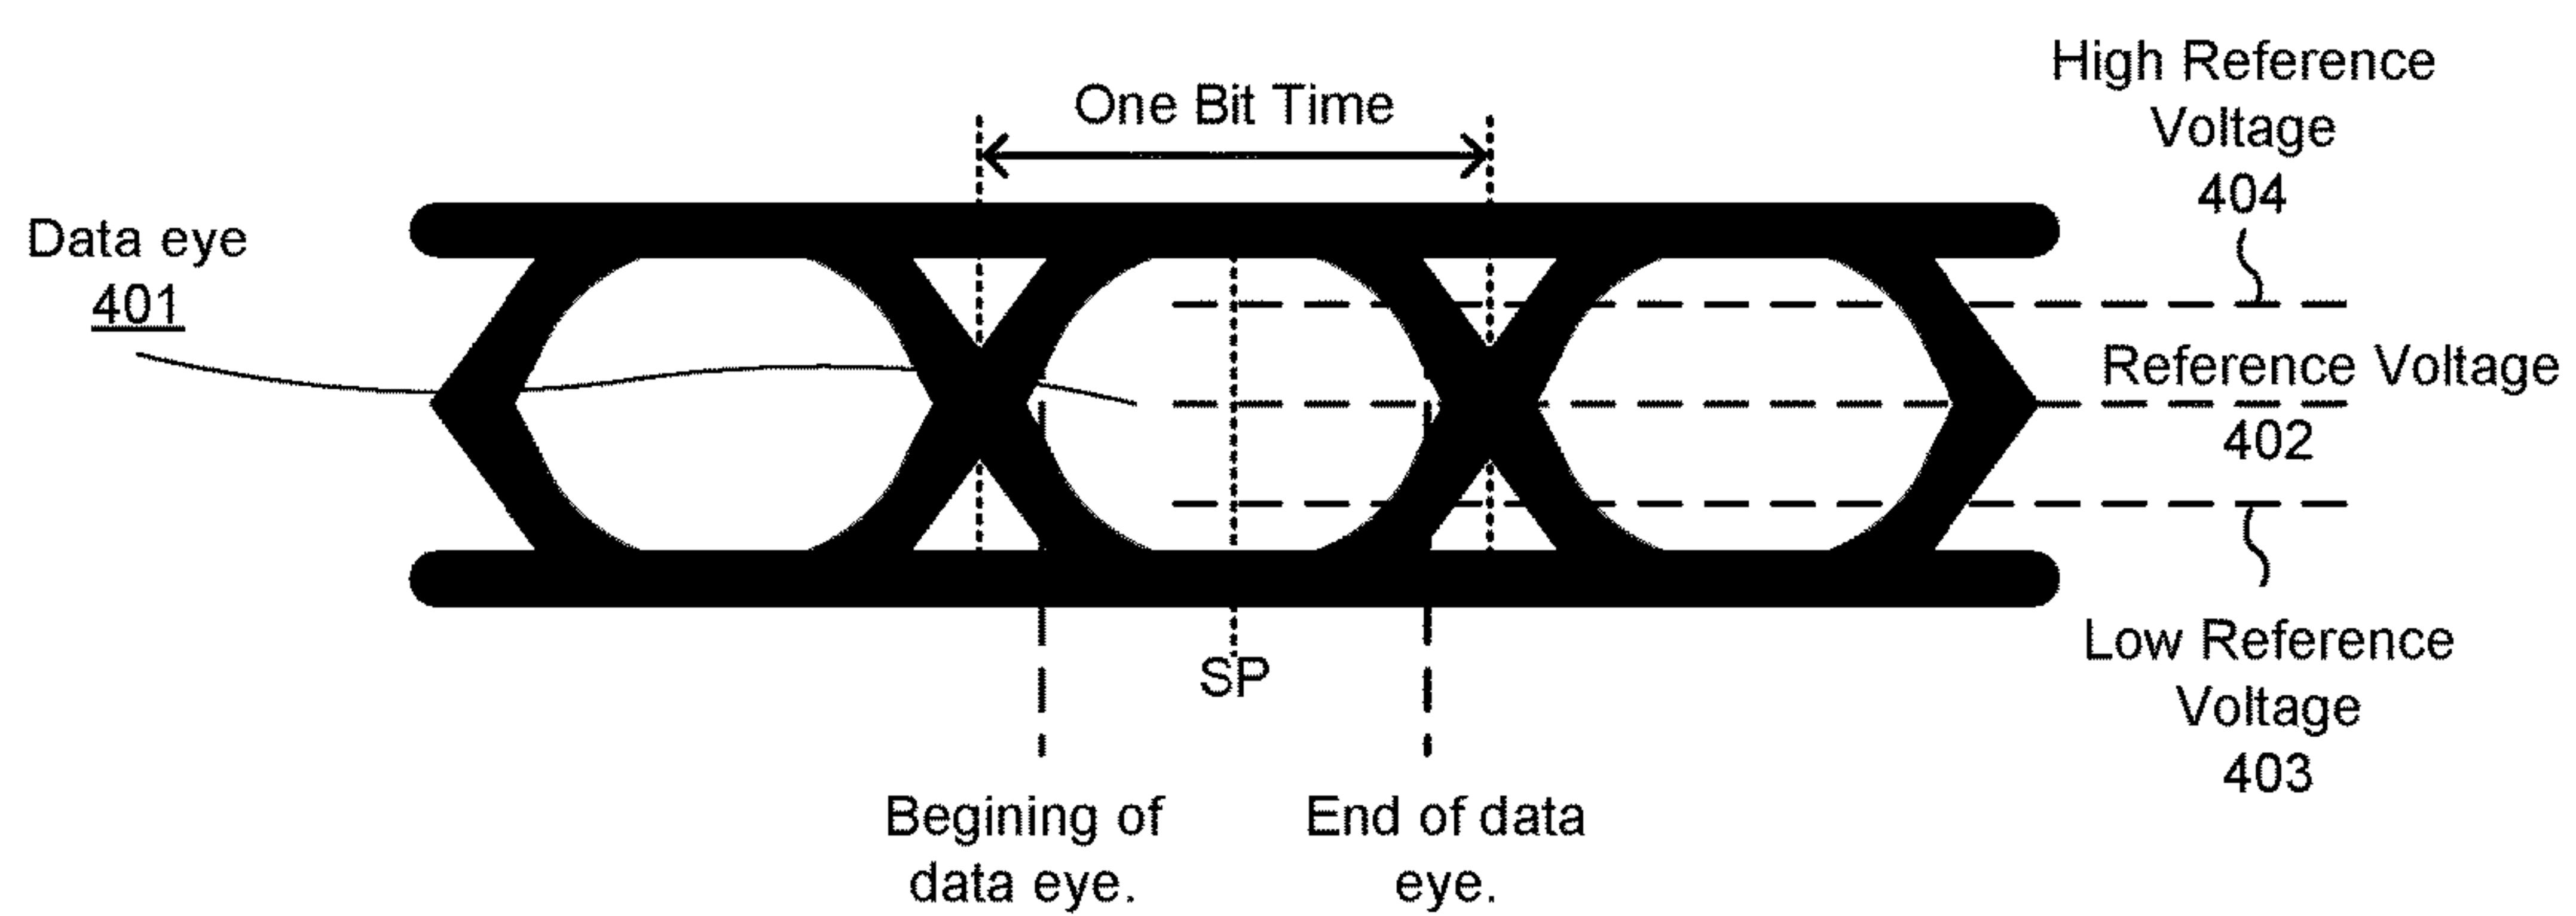 High Reference
Voltage
404
One Bit Time
Data eye
401
Reference Voltage
402
SP
Low Reference
Voltage
403
Begining of
data eye.
End of data
eye.